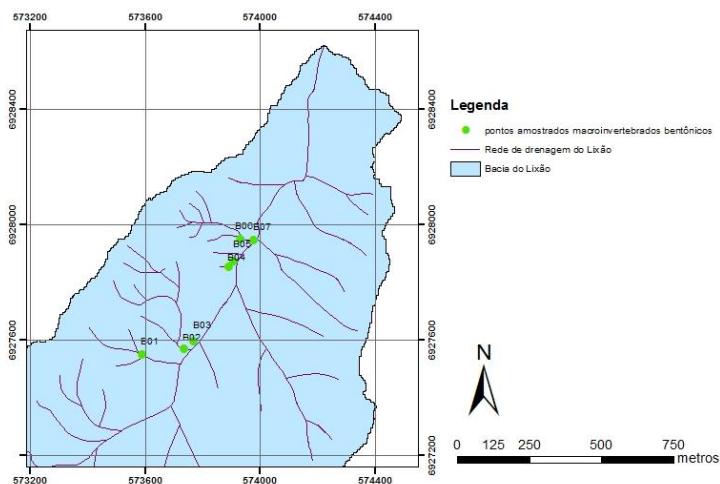 573200 573600 574000 574400
6928400
6928400
Legenda
pontos amostrados macroinvertebrados bentônicos
Rede de drenagem do Lixão
Bacia do Lixão
6928000
B00 B07
6928000
B05
B04
6927600
B03
6927600
B01
B02
N
0 125 250 500 750
metros
6927200
6927200
573200 573600 574000 574400